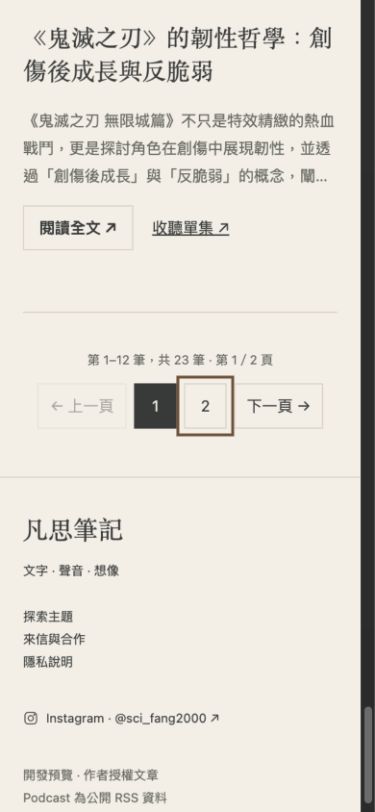 《鬼滅之刃》的韌性哲學：創
傷後成長與反脆弱
《鬼滅之刃 無限城篇》不只是特效精緻的熱血
戰鬥，更是探討角色在創傷中展現韌性，並透
過「創傷後成長」與「反脆弱」的概念，闡...
閱讀全文 ↗ 收聽單集 ↗
第 1–12 筆，共 23 筆 · 第 1 / 2 頁
← 上一頁 1 2 下一頁 →
凡思筆記
文字 · 聲音 · 想像
探索主題
來信與合作
隱私說明
Instagram · @sci_fang2000 ↗
開發預覽 · 作者授權文章
Podcast 為公開 RSS 資料